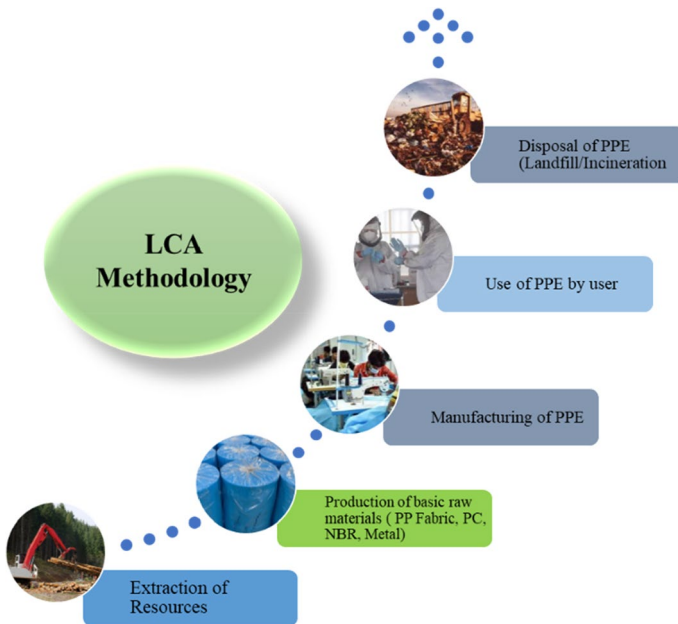 LCA
Methodology
Disposal of PPE
(Landfill/Incineration
Use of PPE by user
Manufacturing of PPE
Production of basic raw
materials ( PP Fabric, PC,
NBR, Metal)
Extraction of
Resources